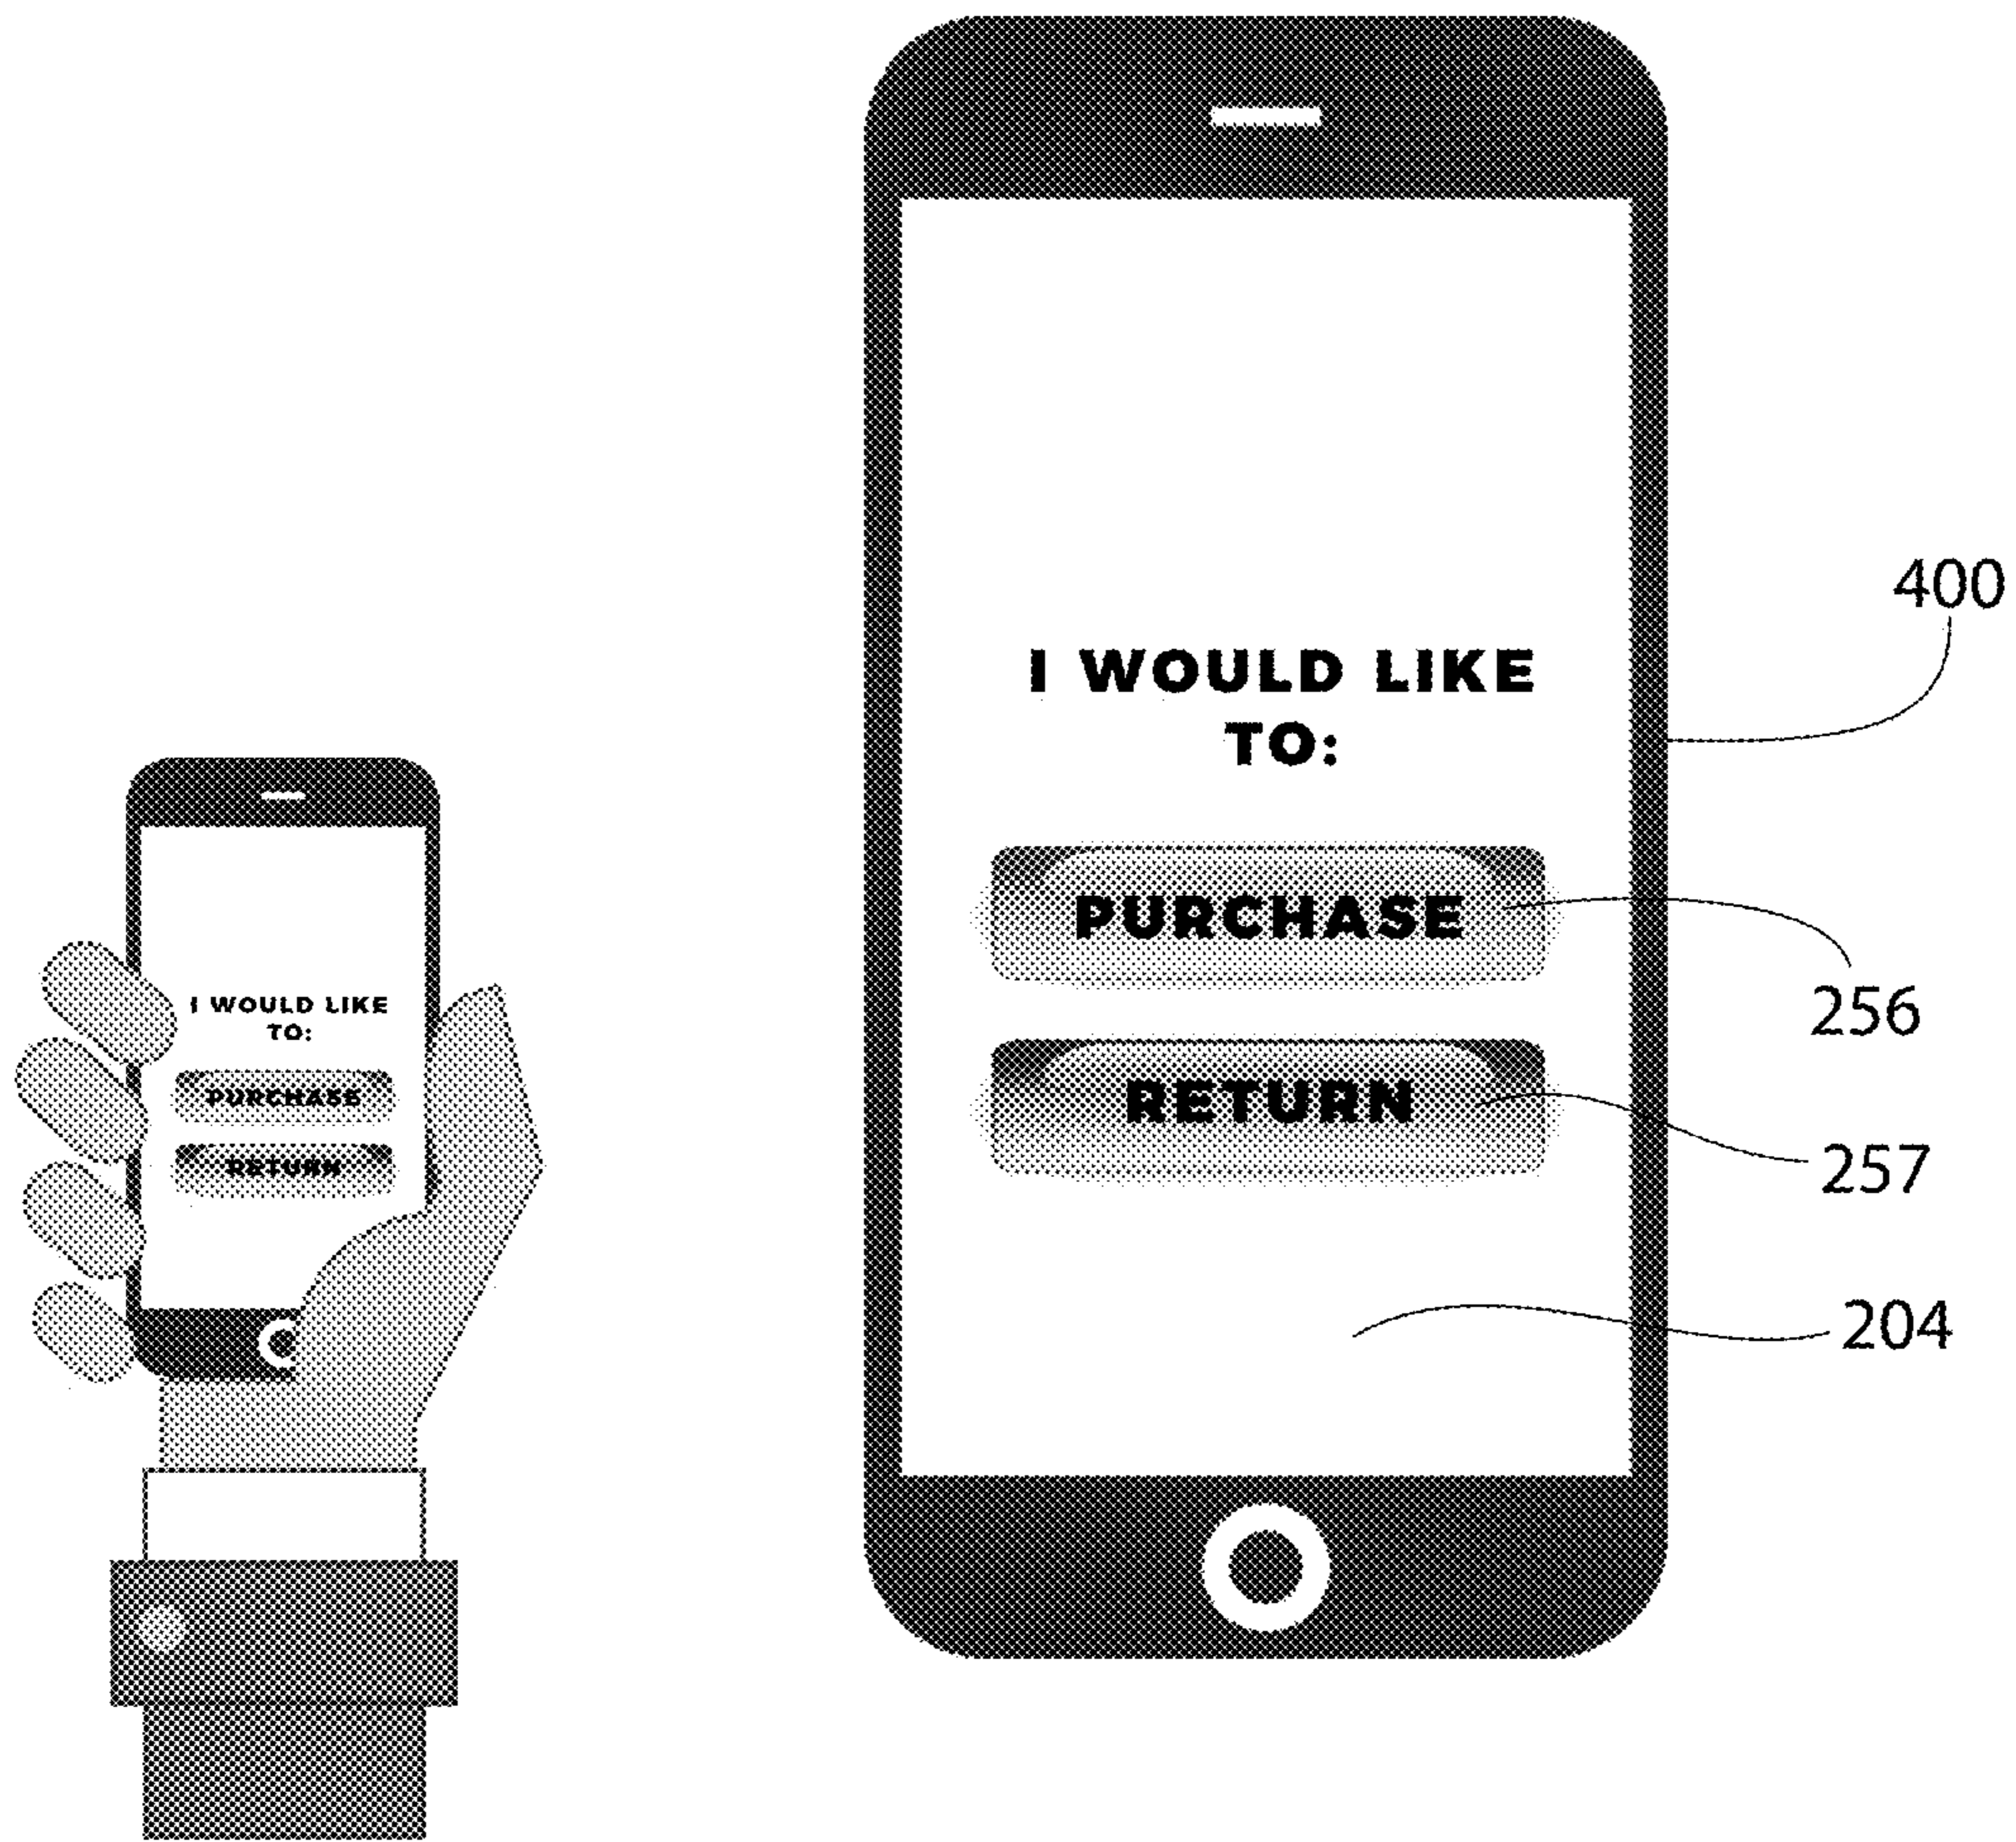 I WOULD LIKE
TO:
PURCHASE
RETURN
400
256
257
204
I WOULD LIKE
TO:
PURCHASE
RETURN